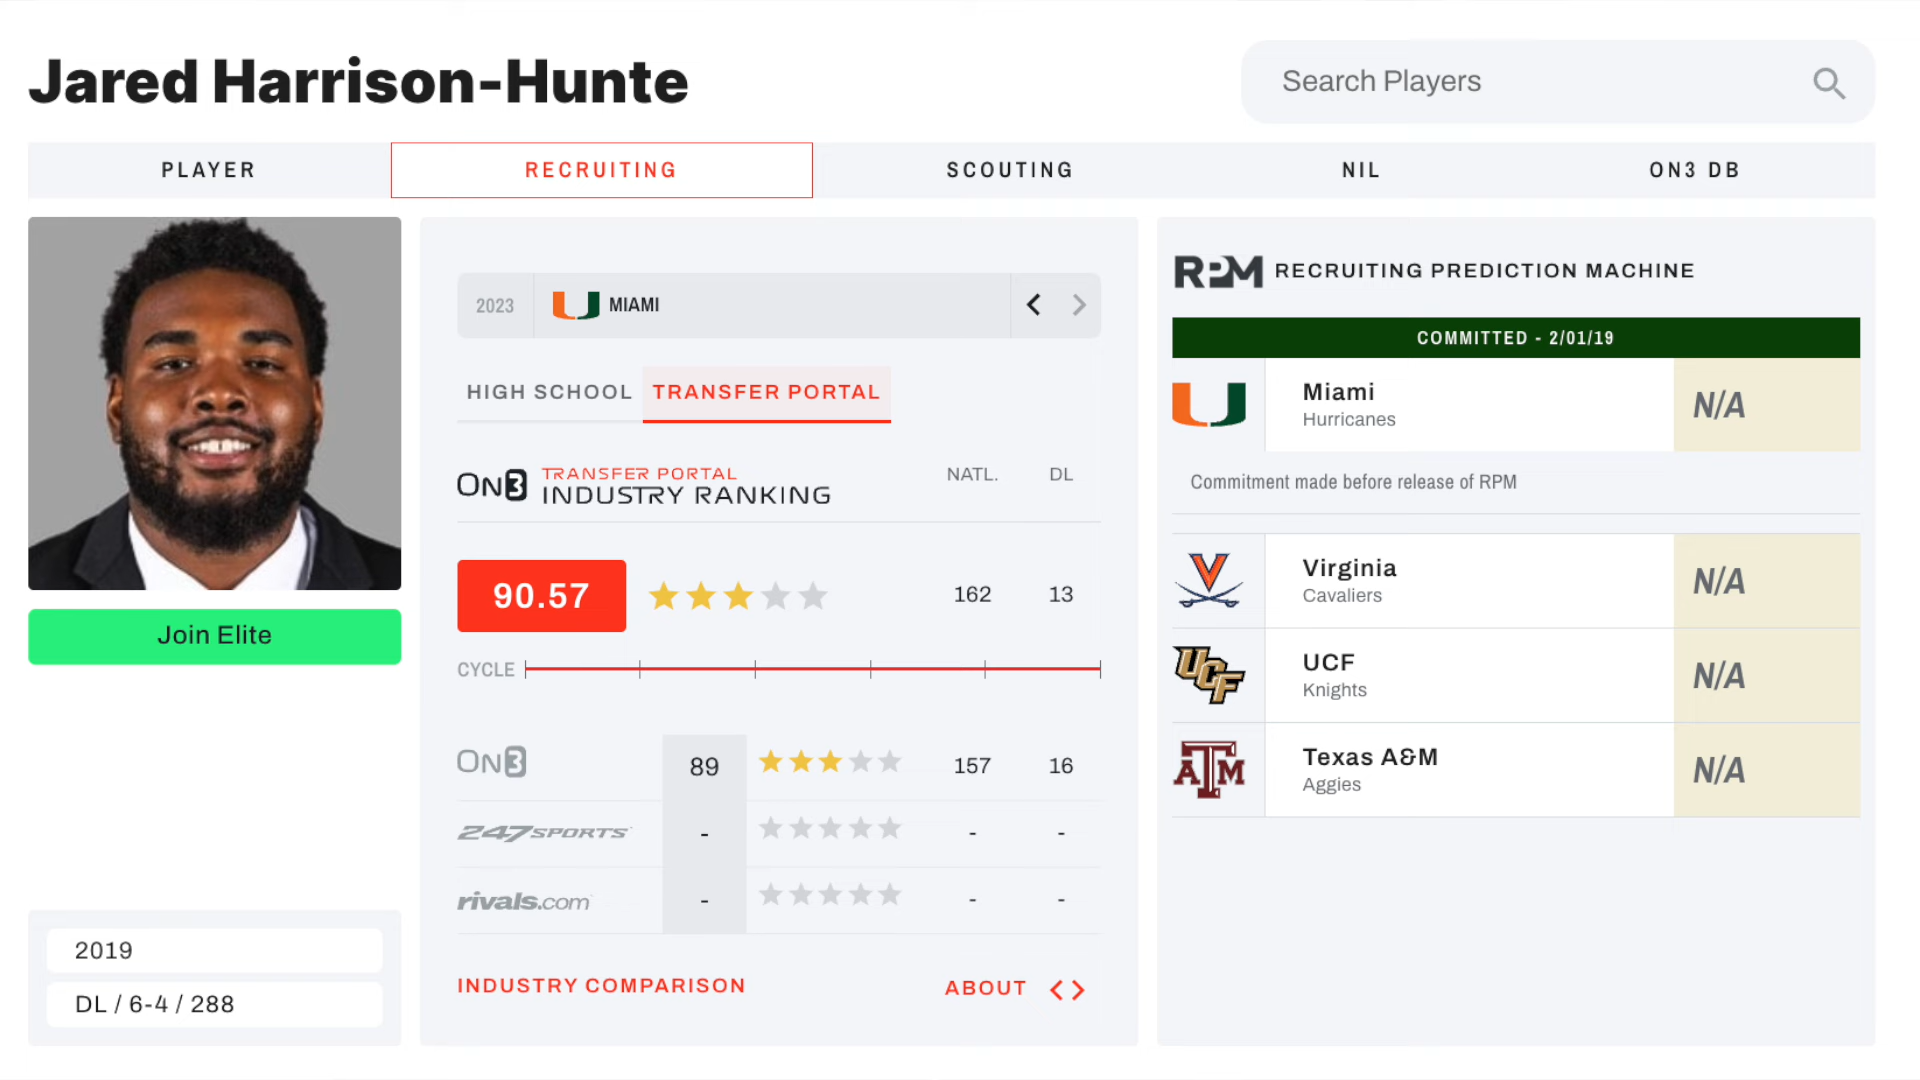 Jared Harrison-Hunte
Search Players
PLAYER
RECRUITING
SCOUTING
NIL
ON3 DB
Join Elite
2019
DL / 6-4 / 288
2023
MIAMI
HIGH SCHOOL
TRANSFER PORTAL
ON3 TRANSFER PORTAL
INDUSTRY RANKING
NATL.
DL
90.57
162
13
CYCLE
ON3
89
157
16
247SPORTS
-
-
-
rivals.com
-
-
-
INDUSTRY COMPARISON
ABOUT
RPM RECRUITING PREDICTION MACHINE
COMMITTED - 2/01/19
Miami
Hurricanes
N/A
Commitment made before release of RPM
Virginia
Cavaliers
N/A
UCF
UCF
Knights
N/A
ATM
Texas A&M
Aggies
N/A